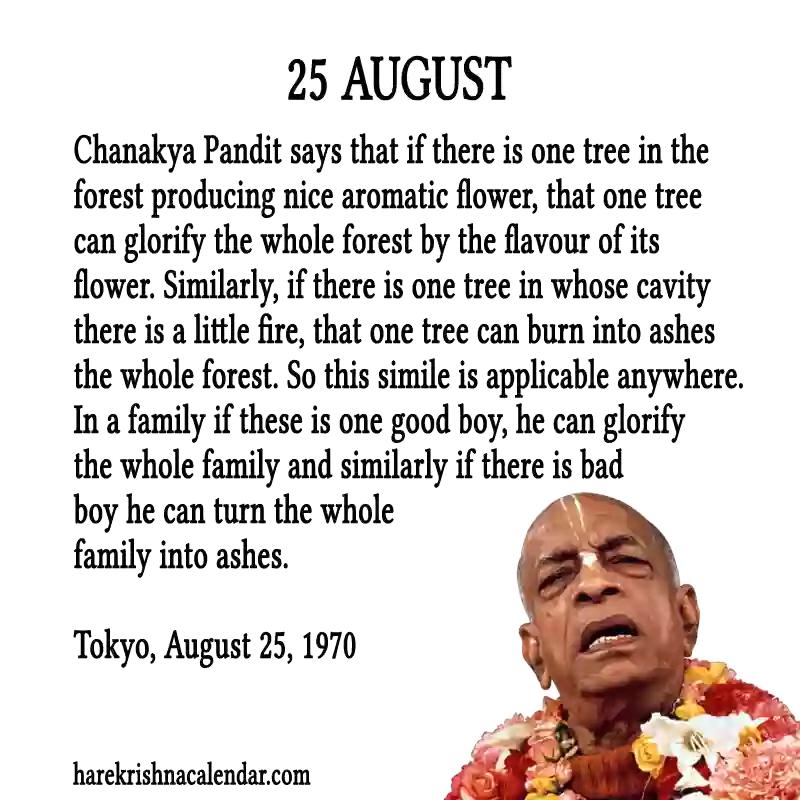 25 AUGUST
Chanakya Pandit says that if there is one tree in the
forest producing nice aromatic flower, that one tree
can glorify the whole forest by the flavour of its
flower. Similarly, if there is one tree in whose cavity
there is a little fire, that one tree can burn into ashes
the whole forest. So this simile is applicable anywhere.
In a family if these is one good boy, he can glorify
the whole family and similarly if there is bad
boy he can turn the whole
family into ashes.
Tokyo, August 25, 1970
harekrishnacalendar.com